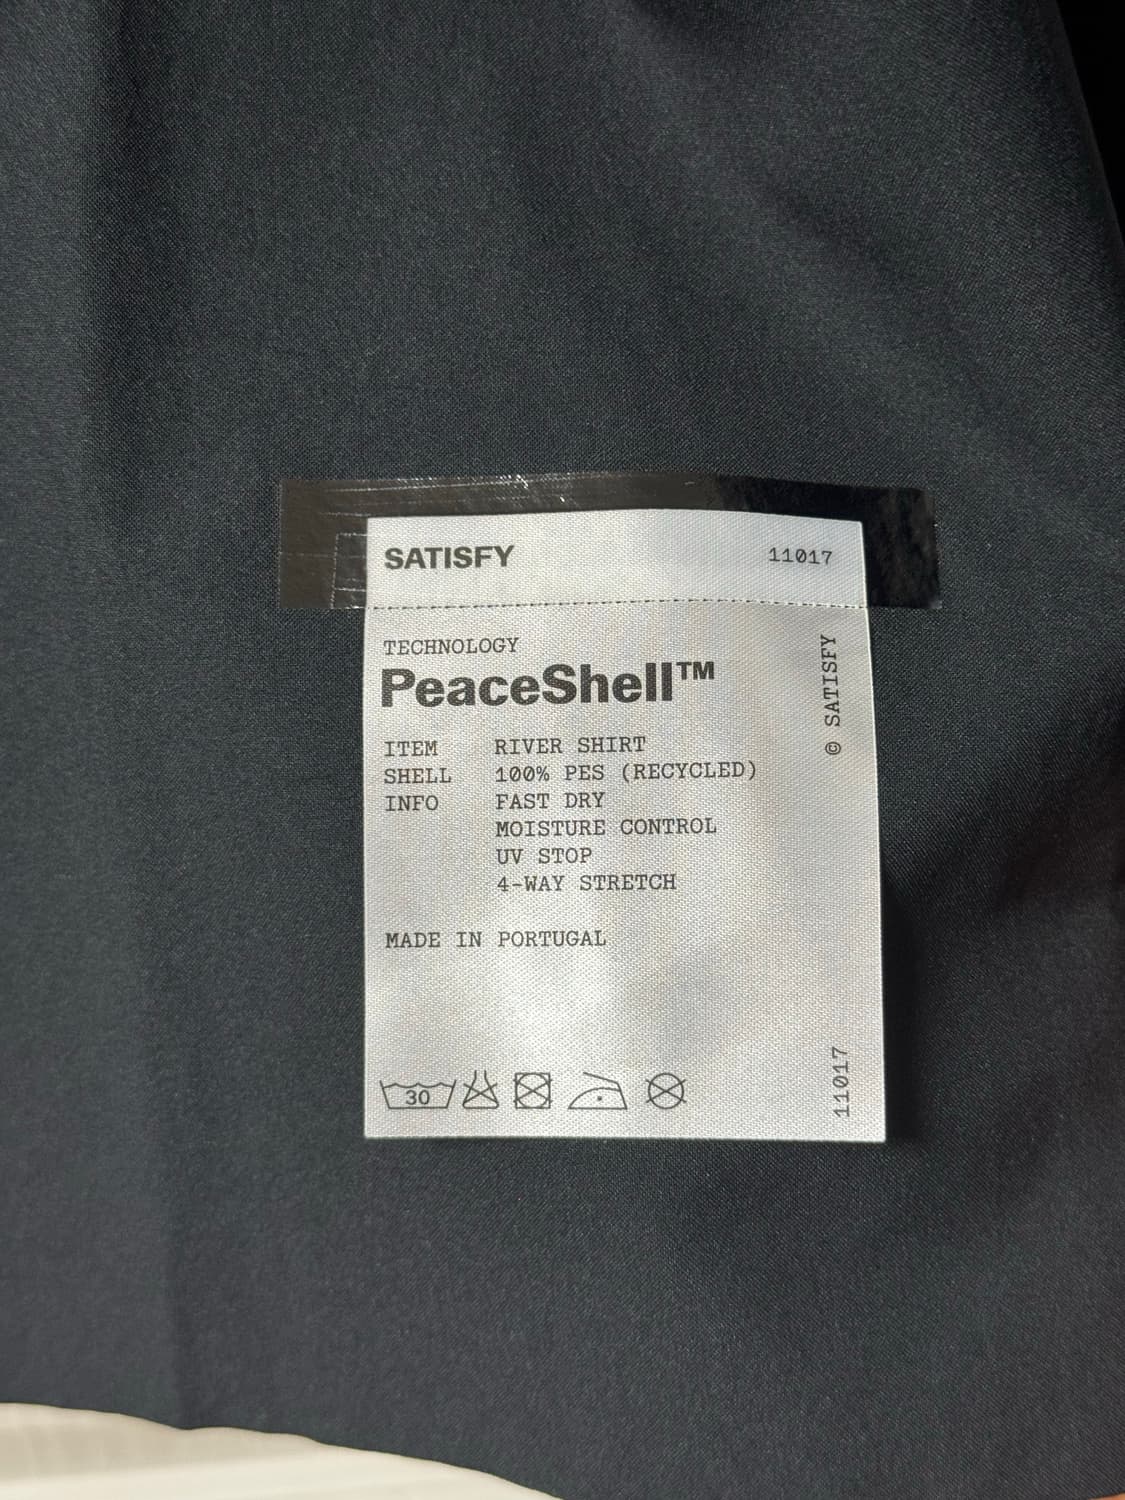 SATISFY 11017
TECHNOLOGY
PeaceShell™
ITEM RIVER SHIRT
SHELL 100% PES (RECYCLED)
INFO FAST DRY
MOISTURE CONTROL
UV STOP
4-WAY STRETCH
MADE IN PORTUGAL
30
© SATISFY
11017